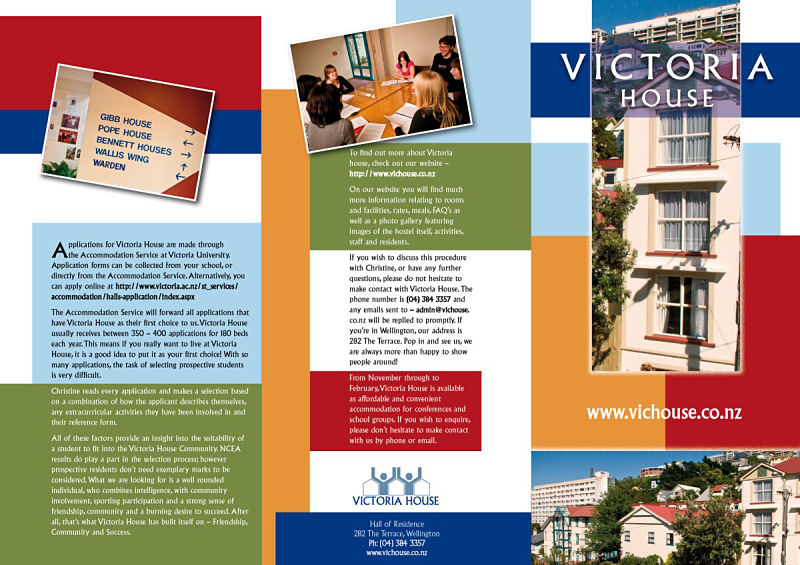 GIBB HOUSE
POPE HOUSE
BENNETT HOUSES
WALLIS WING
WARDEN
Applications for Victoria House are made through
the Accommodation Service at Victoria University.
Application forms can be collected from your school, or
directly from the Accommodation Service. Alternatively, you
can apply online at http://www.victoria.ac.nz/st_services/
accommodation/halls-application/index.aspx
The Accommodation Service will forward all applications that
have Victoria House as their first choice to us. Victoria House
usually receives between 350 – 400 applications for 180 beds
each year. This means if you really want to live at Victoria
House, it is a good idea to put it as your first choice! With so
many applications, the task of selecting prospective students
is very difficult.
Christine reads every application and makes a selection based
on a combination of how the applicant describes themselves,
any extracurricular activities they have been involved in and
their reference form.
All of these factors provide an insight into the suitability of
a student to fit into the Victoria House Community. NCEA
results do play a part in the selection process; however
prospective residents don't need exemplary marks to be
considered. What we are looking for is a well rounded
individual, who combines intelligence, with community
involvement, sporting participation and a strong sense of
friendship, community and a burning desire to succeed. After
all, that's what Victoria House has built itself on – Friendship,
Community and Success.
To find out more about Victoria
house, check out our website –
http://www.vichouse.co.nz
On our website you will find much
more information relating to rooms
and facilities, rates, meals, FAQ's as
well as a photo gallery featuring
images of the hostel itself, activities,
staff and residents.
If you wish to discuss this procedure
with Christine, or have any further
questions, please do not hesitate to
make contact with Victoria House. The
phone number is (04) 384 3357 and
any emails sent to – admin@vichouse.
co.nz will be replied to promptly. If
you're in Wellington, our address is
282 The Terrace. Pop in and see us, we
are always more than happy to show
people around!
From November through to
February, Victoria House is available
as affordable and convenient
accommodation for conferences and
school groups. If you wish to enquire,
please don't hesitate to make contact
with us by phone or email.
VICTORIA HOUSE
Hall of Residence
282 The Terrace, Wellington
Ph: (04) 384 3357
www.vichouse.co.nz
VICTORIA
HOUSE
www.vichouse.co.nz